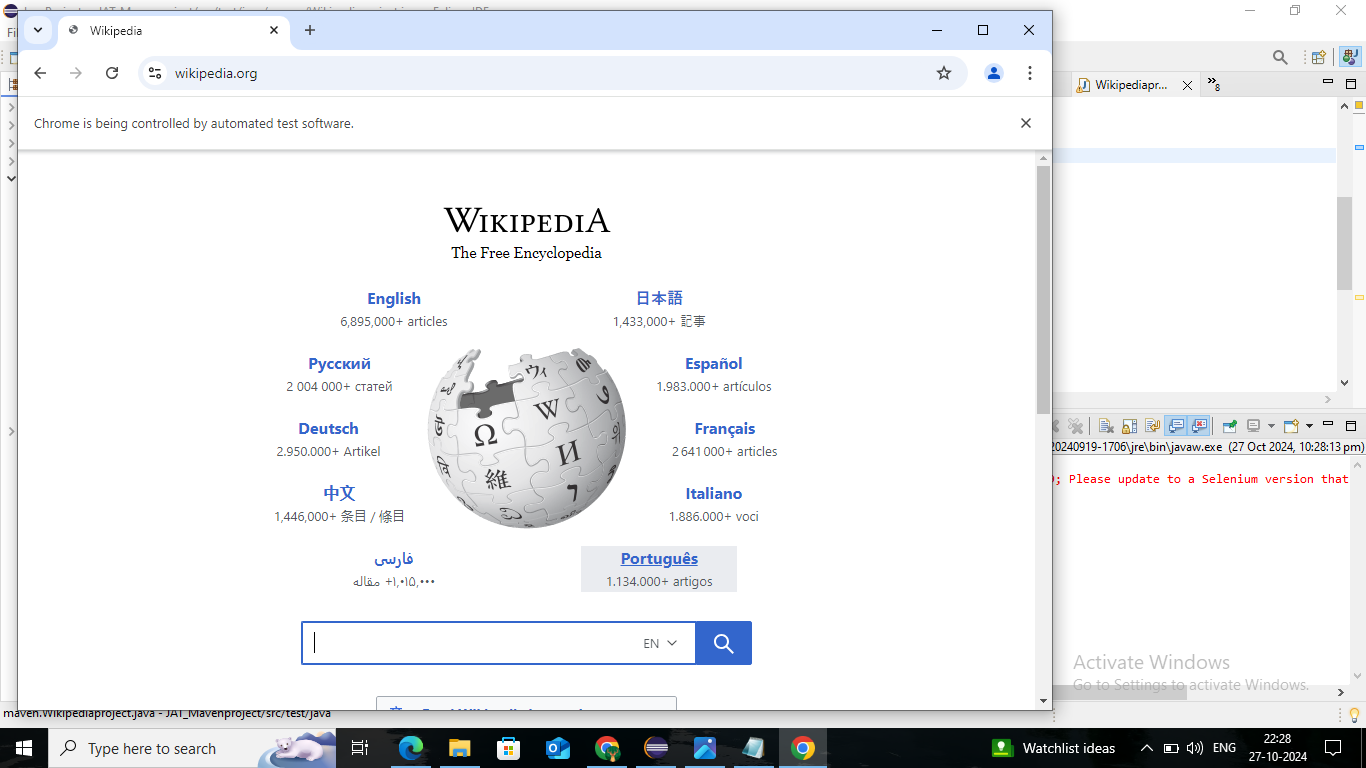 Wikipedia
wikipedia.org
Chrome is being controlled by automated test software.
Wikipediapr...
8
WIKIPEDIA
The Free Encyclopedia
English
6,895,000+ articles
日本語
1,433,000+ 記事
Русский
2 004 000+ статей
Español
1.983.000+ artículos
Deutsch
2.950.000+ Artikel
Français
2 641 000+ articles
中文
1,446,000+ 条目 / 條目
Italiano
1.886.000+ voci
فارسی
۱٬۰۱۵٬۰۰۰+ مقاله
Português
1.134.000+ artigos
Ω
W
И
維
ウィ
EN
20240919-1706\jre\bin\javaw.exe (27 Oct 2024, 10:28:13 pm)
); Please update to a Selenium version that
Activate Windows
Go to Settings to activate Windows.
maven.Wikipediaproject.java - JAT_Mavenproject/src/test/java
Type here to search
Watchlist ideas
ENG
22:28
27-10-2024